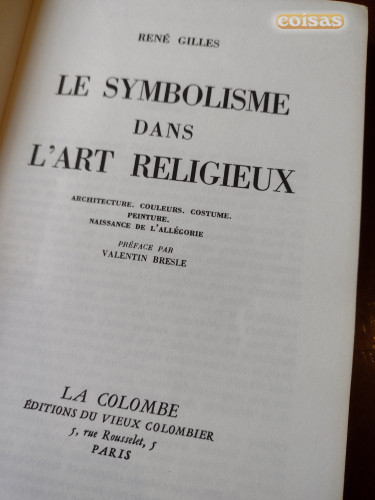 coisas
RENÉ GILLES
LE SYMBOLISME
DANS
L'ART RELIGIEUX
ARCHITECTURE. COULEURS. COSTUME.
PEINTURE.
NAISSANCE DE L'ALLÉGORIE
PRÉFACE PAR
VALENTIN BRESLE
LA COLOMBE
ÉDITIONS DU VIEUX COLOMBIER
5, rue Rousselet, 5
PARIS